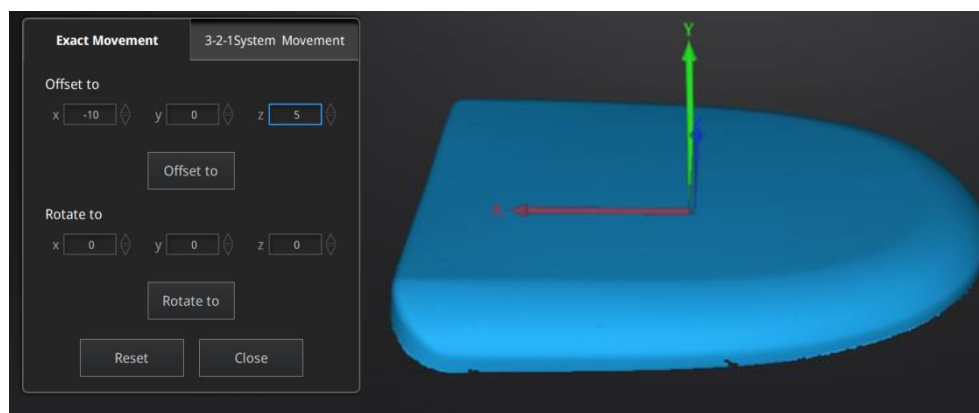 Exact Movement 3-2-1System Movement
Offset to
x -10 y 0 z 5
Offset to
Rotate to
x 0 y 0 z 0
Rotate to
Reset Close
Y
Z
X